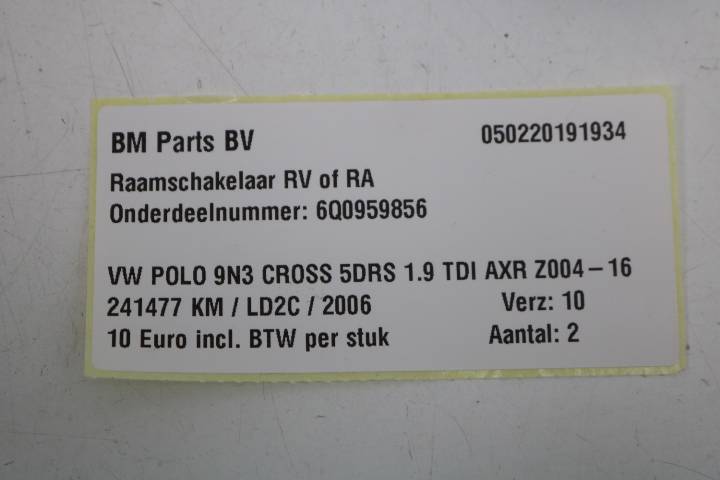 BM Parts BV 050220191934
Raamschakelaar RV of RA
Onderdeelnummer: 6Q0959856
VW POLO 9N3 CROSS 5DRS 1.9 TDI AXR Z004-16
241477 KM / LD2C / 2006 Verz: 10
10 Euro incl. BTW per stuk Aantal: 2